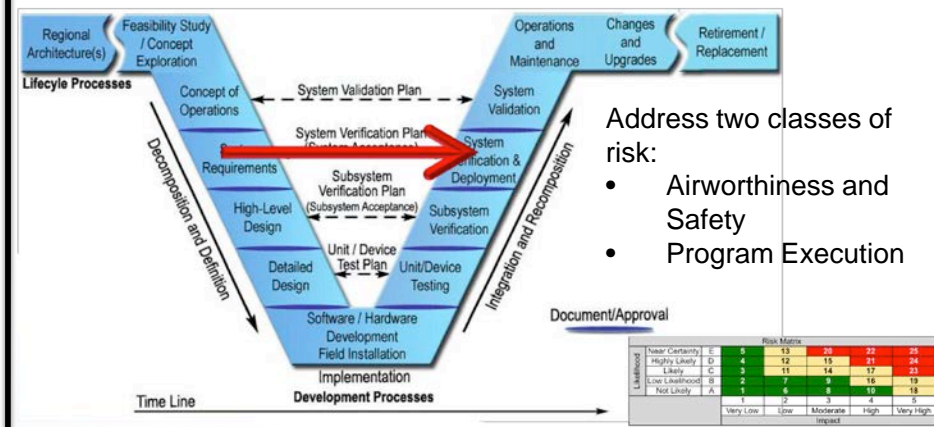 Regional
Architecture(s)
Feasibility Study
/ Concept
Exploration
Operations
and
Maintenance
Changes
and
Upgrades
Retirement /
Replacement
Lifecyle Processes
Concept of
Operations
System Validation Plan
System
Validation
System Verification Plan
(System Acceptance)
Requirements
System
Verification &
Deployment
Subsystem
Verification Plan
(Subsystem Acceptance)
High-Level
Design
Subsystem
Verification
Unit / Device
Test Plan
Detailed
Design
Unit/Device
Testing
Software / Hardware
Development
Field Installation
Implementation
Development Processes
Decomposition and Definition
Integration and Recomposition
Time Line
Document/Approval
Address two classes of
risk:
• Airworthiness and
Safety
• Program Execution
Risk Matrix
Likelihood
Near Certainty E 5 13 20 22 25
Highly Likely D 4 12 15 21 24
Likely C 3 11 14 17 23
Low Likelihood B 2 7 9 16 19
Not Likely A 1 6 8 10 18
1 2 3 4 5
Very Low Low Moderate High Very High
Impact